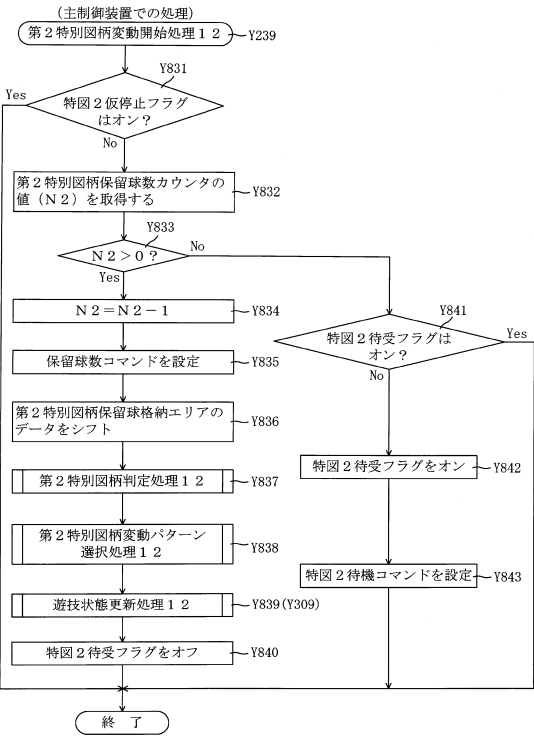 (主制御装置での処理)
第２特別図柄変動開始処理１２
Y239
Y831
Yes
特図２仮停止フラグ
はオン？
No
第２特別図柄保留球数カウンタの
値（Ｎ２）を取得する
Y832
Y833
Ｎ２＞０？
No
Yes
Ｎ２＝Ｎ２－１
Y834
Y841
特図２待受フラグは
オン？
Yes
No
保留球数コマンドを設定
Y835
第２特別図柄保留球格納エリアの
データをシフト
Y836
特図２待受フラグをオン
Y842
第２特別図柄判定処理１２
Y837
第２特別図柄変動パターン
選択処理１２
Y838
特図２待機コマンドを設定
Y843
遊技状態更新処理１２
Y839(Y309)
特図２待受フラグをオフ
Y840
終 了